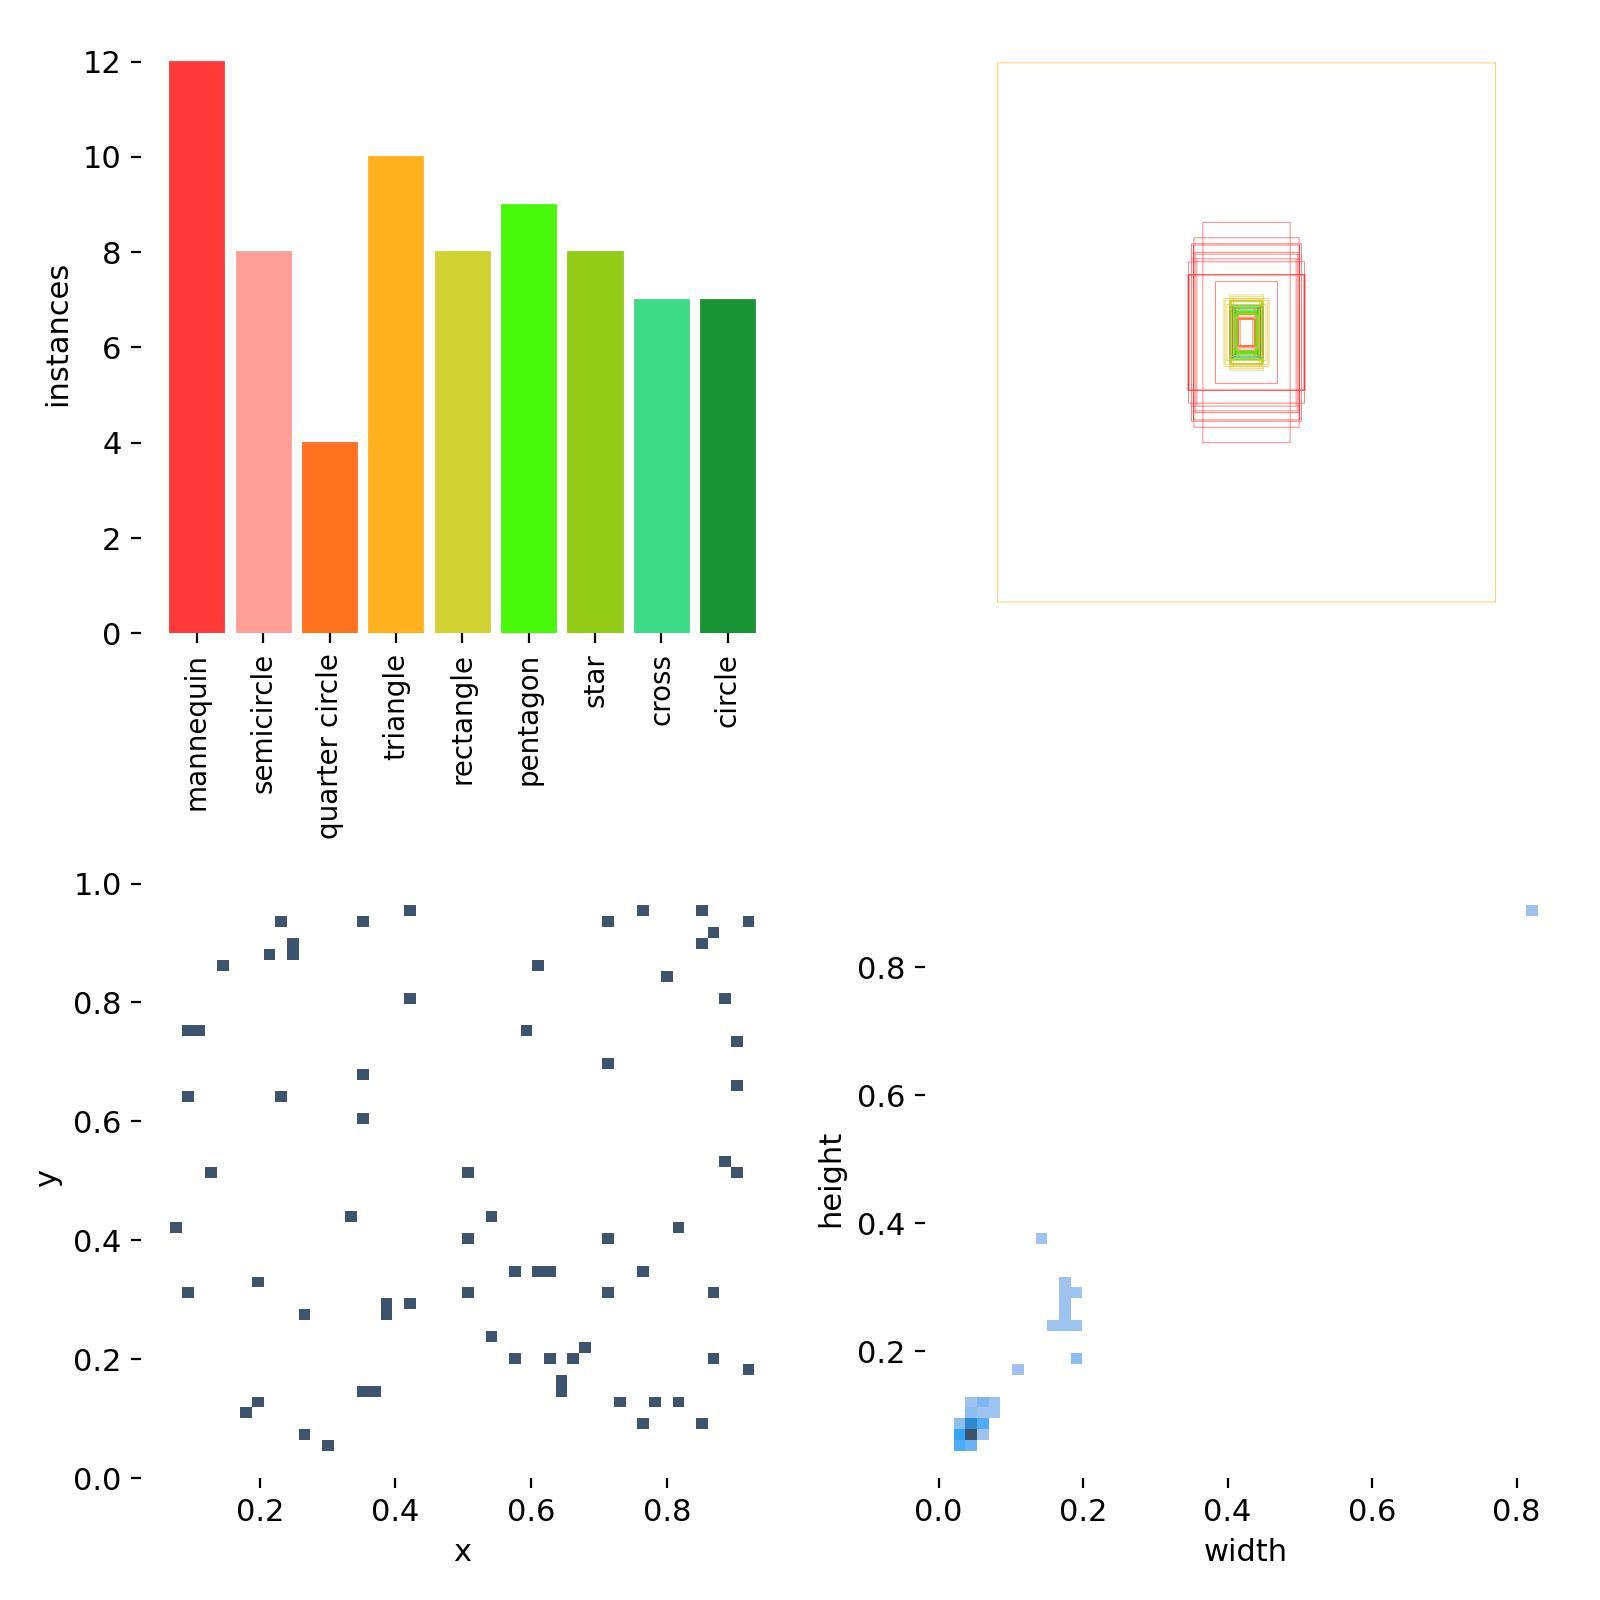 12
10
8
6
4
2
0
instances
mannequin
semicircle
quarter circle
triangle
rectangle
pentagon
star
cross
circle
1.0
0.8
0.6
0.4
0.2
0.0
y
0.2 0.4 0.6 0.8
x
0.8
0.6
0.4
0.2
height
0.0 0.2 0.4 0.6 0.8
width